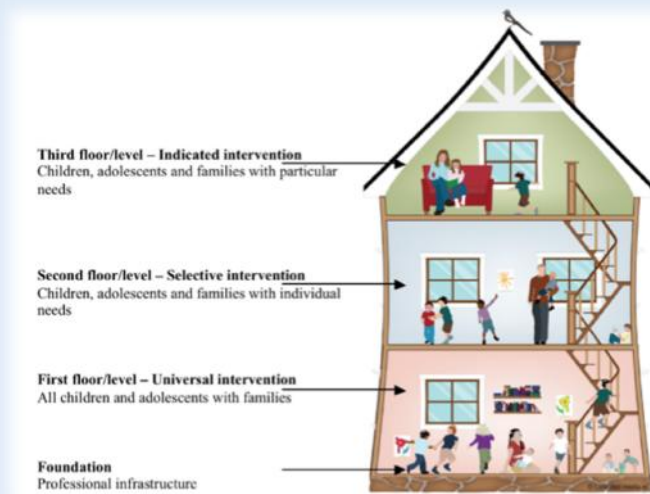 Third floor/level – Indicated intervention
Children, adolescents and families with particular
needs
Second floor/level – Selective intervention
Children, adolescents and families with individual
needs
First floor/level – Universal intervention
All children and adolescents with families
Foundation
Professional infrastructure